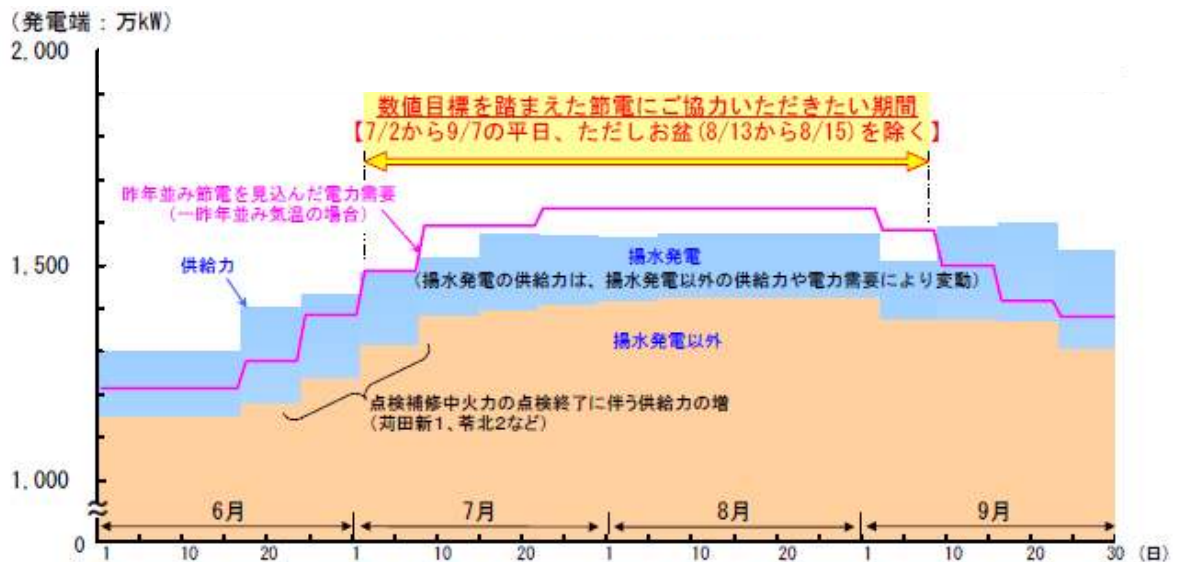 (発電端：万kW)
2,000
数値目標を踏まえた節電にご協力いただきたい期間
【7/2から9/7の平日、ただしお盆(8/13から8/15)を除く】
昨年並み節電を見込んだ電力需要
(一昨年並み気温の場合)
1,500
供給力
揚水発電
(揚水発電の供給力は、揚水発電以外の供給力や電力需要により変動)
揚水発電以外
点検補修中火力の点検終了に伴う供給力の増
(苅田新1、苓北2など)
1,000
6月 7月 8月 9月
0
1 10 20 1 10 20 1 10 20 1 10 20 30 (日)